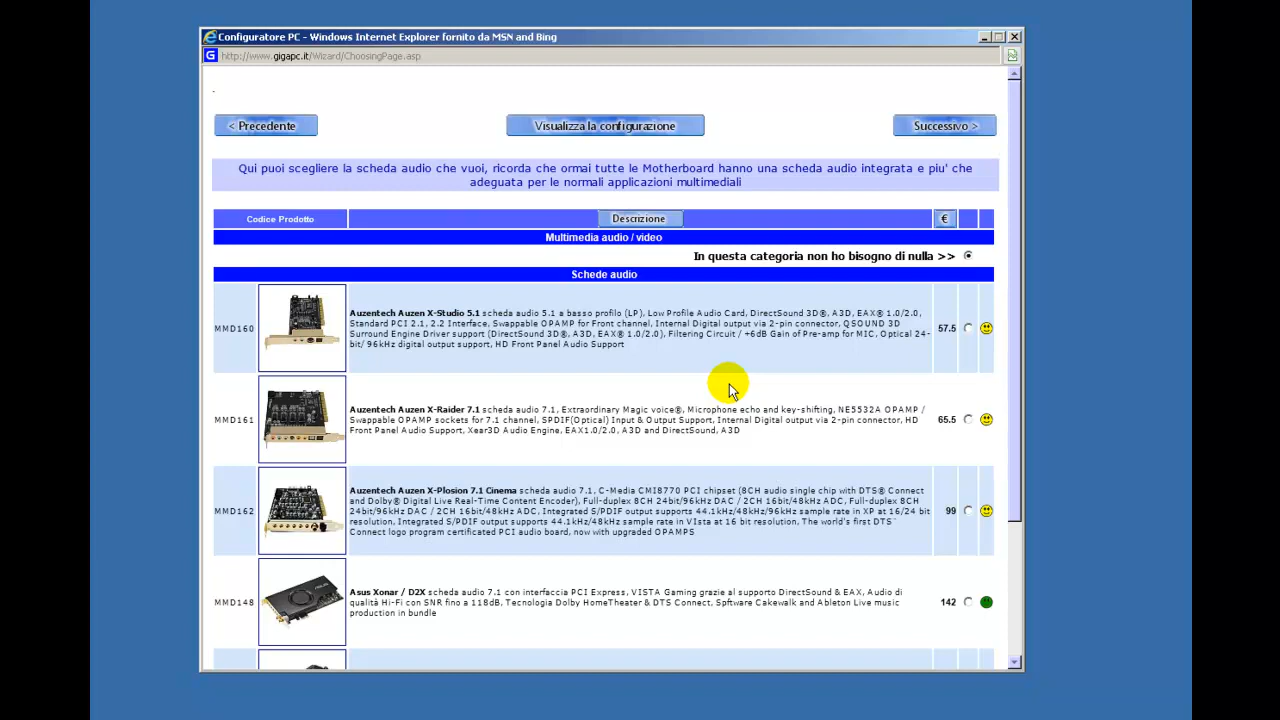 Configuratore PC - Windows Internet Explorer fornito da MSN and Bing
http://www.gigapc.it/Wizard/ChoosingPage.asp
< Precedente
Visualizza la configurazione
Successivo >
Qui puoi scegliere la scheda audio che vuoi, ricorda che ormai tutte le Motherboard hanno una scheda audio integrata e piu' che
adeguata per le normali applicazioni multimediali
Codice Prodotto
Descrizione
€
Multimedia audio / video
In questa categoria non ho bisogno di nulla >>
Schede audio
MMD160
Auzentech Auzen X-Studio 5.1 scheda audio 5.1 a basso profilo (LP), Low Profile Audio Card, DirectSound 3D®, A3D, EAX® 1.0/2.0,
Standard PCI 2.1, 2.2 Interface, Swappable OPAMP for Front channel, Internal Digital output via 2-pin connector, QSOUND 3D
Surround Engine Driver support (DirectSound 3®, A3D, EAX® 1.0/2.0), Filtering Circuit / +6dB Gain of Pre-amp for MIC, Optical 24-
bit/ 96kHz digital output support, HD Front Panel Audio Support
57.5
MMD161
Auzentech Auzen X-Raider 7.1 scheda audio 7.1, Extraordinary Magic voice®, Microphone echo and key-shifting, NE5532A OPAMP /
Swappable OPAMP sockets for 7.1 channel, SPDIF(Optical) Input & Output Support, Internal Digital output via 2-pin connector, HD
Front Panel Audio Support, Xear3D Audio Engine, EAX1.0/2.0, A3D and DirectSound, A3D
65.5
MMD162
Auzentech Auzen X-Plosion 7.1 Cinema scheda audio 7.1, C-Media CMI8770 PCI chipset (8CH audio single chip with DTS® Connect
and Dolby® Digital Live Real-Time Content Encoder), Full-duplex 8CH 24bit/96kHz DAC / 2CH 16bit/48kHz ADC, Full-duplex 8CH
24bit/96kHz DAC / 2CH 16bit/48kHz ADC, Integrated S/PDIF output supports 44.1kHz/48kHz/96kHz sample rate in XP at 16/24 bit
resolution, Integrated S/PDIF output supports 44.1kHz/48kHz sample rate in VIsta at 16 bit resolution, The world's first DTS¨
Connect logo program certificated PCI audio board, now with upgraded OPAMPS
99
MMD148
Asus Xonar / D2X scheda audio 7.1 con interfaccia PCI Express, VISTA Gaming grazie al supporto DirectSound & EAX, Audio di
qualità Hi-Fi con SNR fino a 118dB, Tecnologia Dolby HomeTheater & DTS Connect, Spftware Cakewalk and Ableton Live music
production in bundle
142